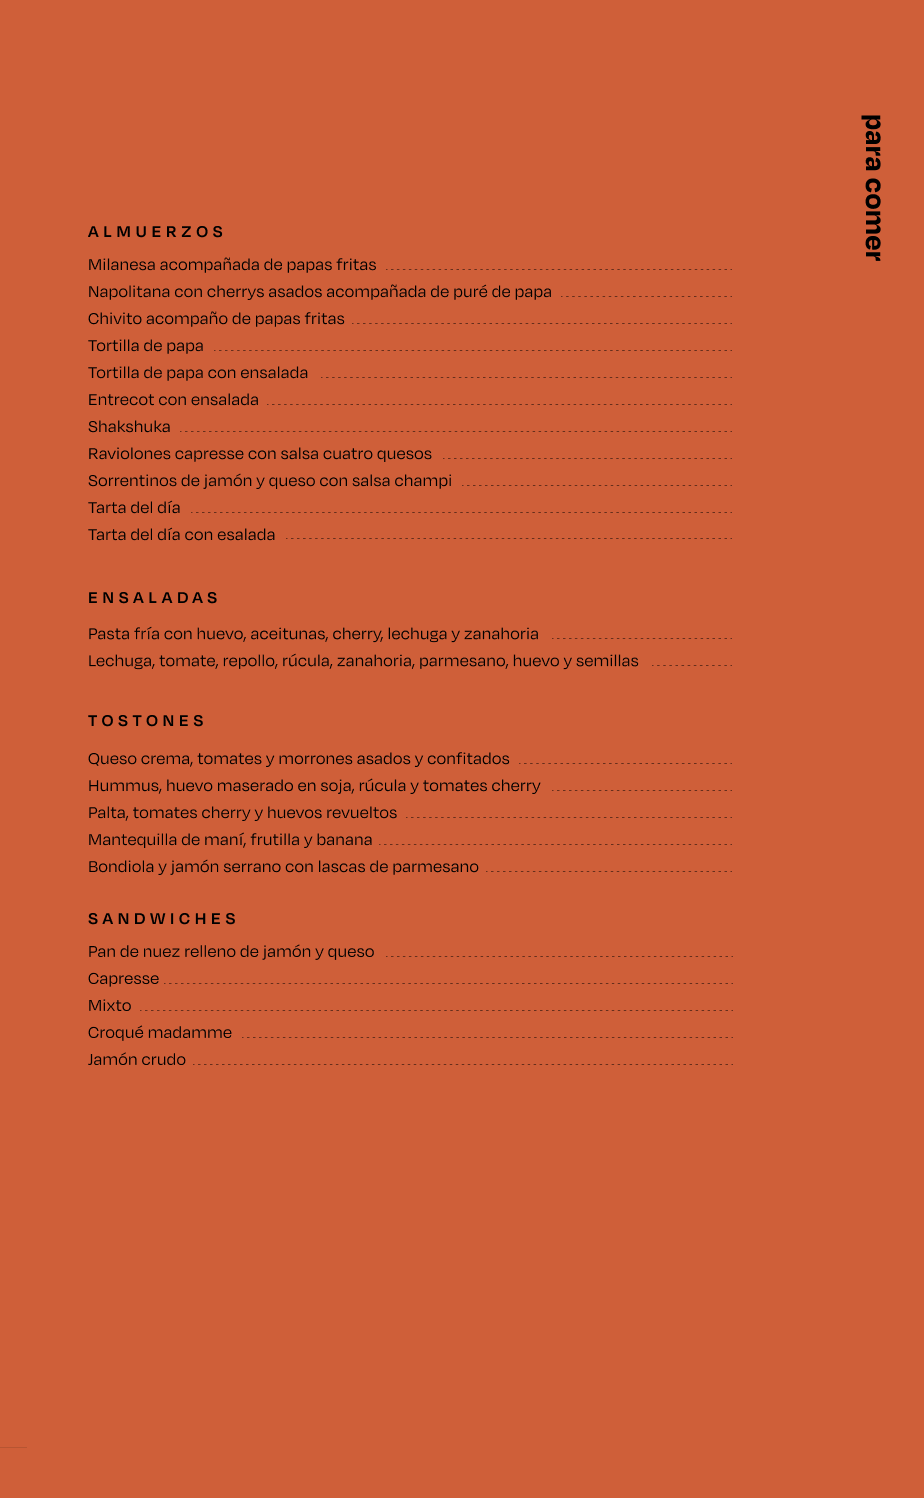 para comer
ALMUERZOS
Milanesa acompañada de papas fritas
Napolitana con cherrys asados acompañada de puré de papa
Chivito acompaño de papas fritas
Tortilla de papa
Tortilla de papa con ensalada
Entrecot con ensalada
Shakshuka
Raviolones capresse con salsa cuatro quesos
Sorrentinos de jamón y queso con salsa champi
Tarta del día
Tarta del día con esalada
ENSALADAS
Pasta fría con huevo, aceitunas, cherry, lechuga y zanahoria
Lechuga, tomate, repollo, rúcula, zanahoria, parmesano, huevo y semillas
TOSTONES
Queso crema, tomates y morrones asados y confitados
Hummus, huevo maserado en soja, rúcula y tomates cherry
Palta, tomates cherry y huevos revueltos
Mantequilla de maní, frutilla y banana
Bondiola y jamón serrano con lascas de parmesano
SANDWICHES
Pan de nuez relleno de jamón y queso
Capresse
Mixto
Croqué madamme
Jamón crudo